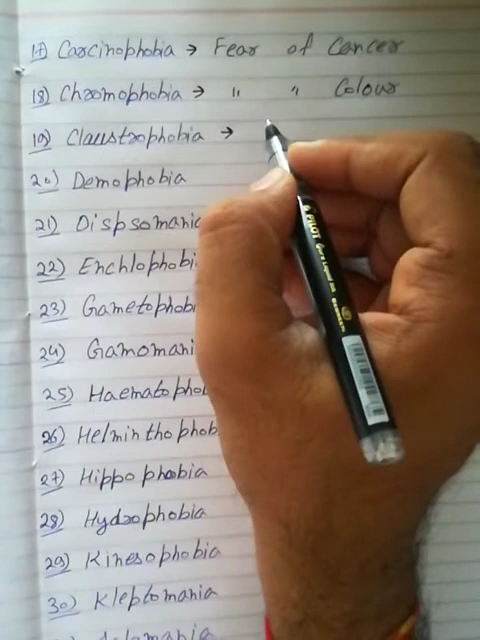 17) Carcinophobia → Fear of Cancer
18) Chromophobia → " " Colour
19) Claustrophobia →
20) Demophobia
21) Dispsomania
22) Enchlophobi
23) Gametophobi
24) Gamomani
25) Haematophob
26) Helminthophob
27) Hippophobia
28) Hydrophobia
29) Kinesophobia
30) Kleptomania
PILOT